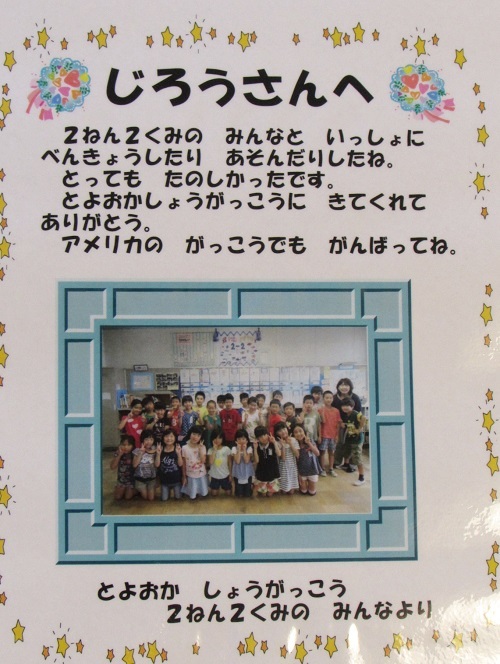 じろうさんへ
２ねん２くみの　みんなと　いっしょに
べんきょうしたり　あそんだりしたね。
とっても　たのしかったです。
とよおかしょうがっこうに　きてくれて
ありがとう。
アメリカの　がっこうでも　がんばってね。
とよおか　しょうがっこう
２ねん２くみの　みんなより